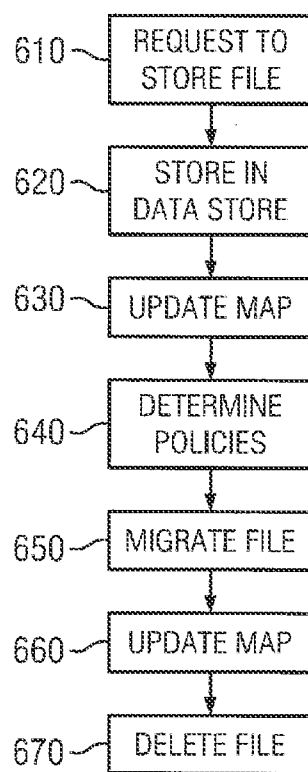 610
REQUEST TO
STORE FILE
620
STORE IN
DATA STORE
630
UPDATE MAP
640
DETERMINE
POLICIES
650
MIGRATE FILE
660
UPDATE MAP
670
DELETE FILE